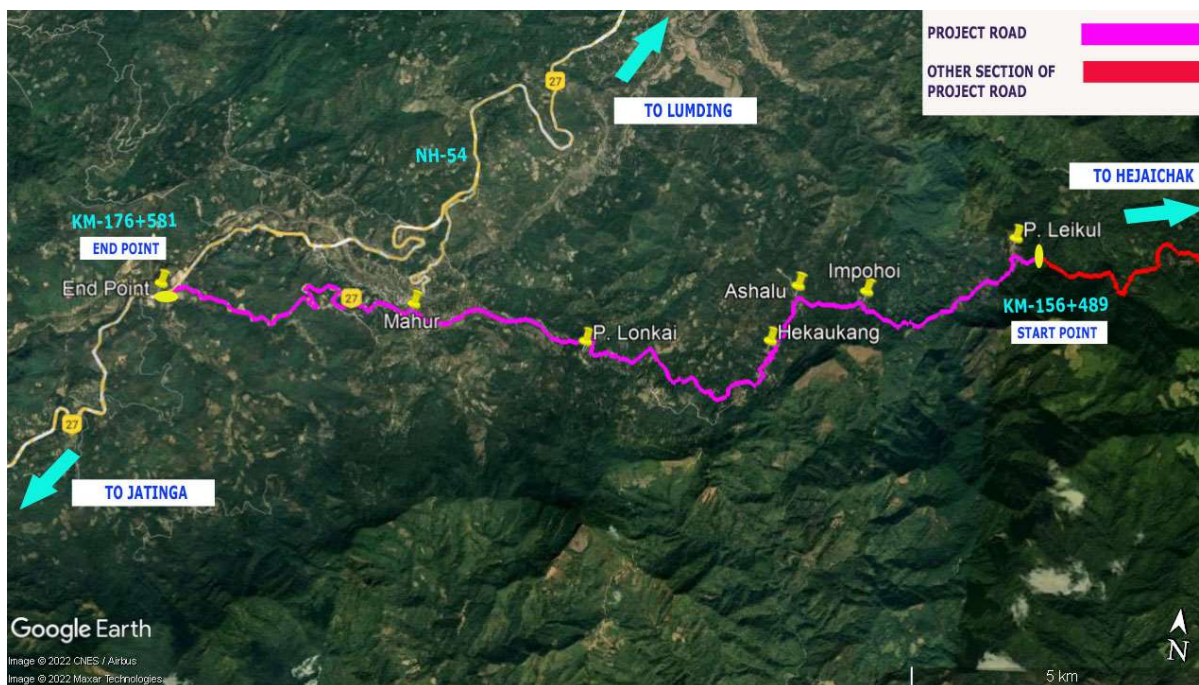 PROJECT ROAD
OTHER SECTION OF
PROJECT ROAD
27
TO LUMDING
NH-54
TO HEJAICHAK
KM-176+581
END POINT
End Point
P. Leikul
Impohoi
Ashalu
27
Mahur
KM-156+489
START POINT
P. Lonkai
Hekaukang
27
TO JATINGA
Google Earth
Image © 2022 CNES / Airbus
Image © 2022 Maxar Technologies
N
5 km